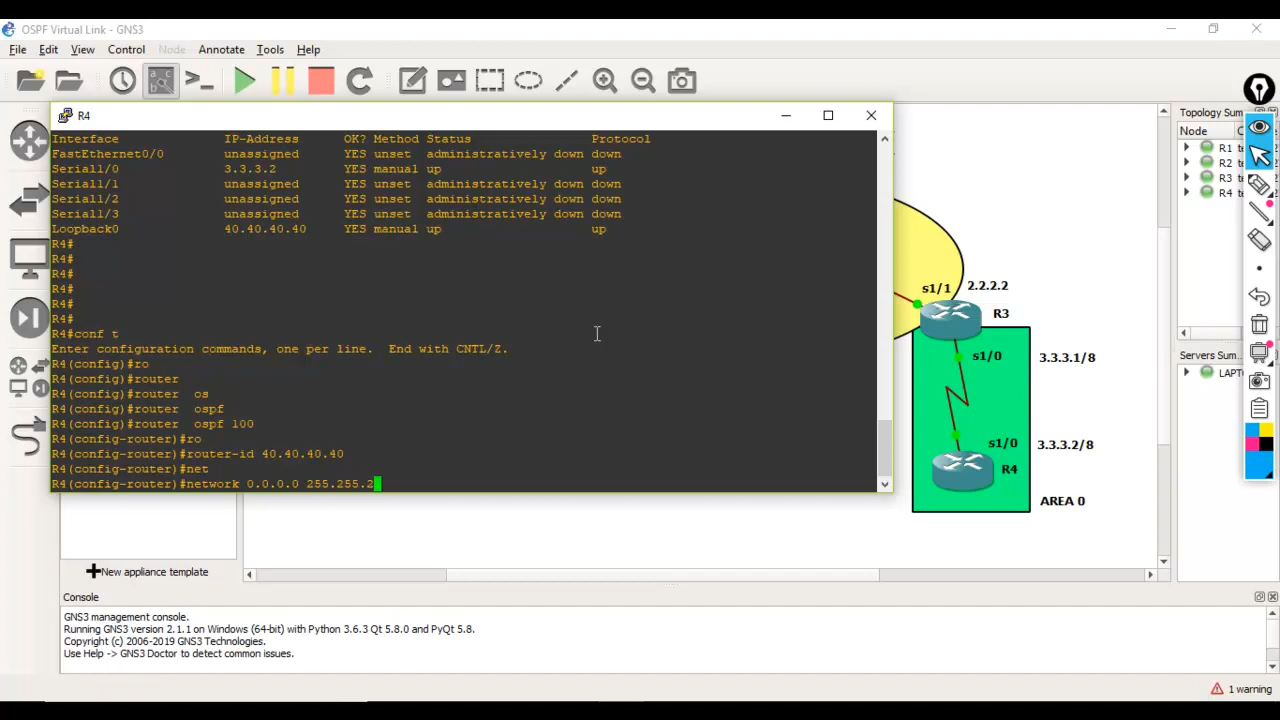 OSPF Virtual Link - GNS3
File Edit View Control Node Annotate Tools Help
R4
Interface IP-Address OK? Method Status Protocol
FastEthernet0/0 unassigned YES unset administratively down down
Serial1/0 3.3.3.2 YES manual up up
Serial1/1 unassigned YES unset administratively down down
Serial1/2 unassigned YES unset administratively down down
Serial1/3 unassigned YES unset administratively down down
Loopback0 40.40.40.40 YES manual up up
R4#
R4#
R4#
R4#
R4#
R4#
R4#conf t
Enter configuration commands, one per line. End with CNTL/Z.
R4(config)#ro
R4(config)#router
R4(config)#router os
R4(config)#router ospf
R4(config)#router ospf 100
R4(config-router)#ro
R4(config-router)#router-id 40.40.40.40
R4(config-router)#net
R4(config-router)#network 0.0.0.0 255.255.2
s1/1 2.2.2.2
R3
s1/0 3.3.3.1/8
s1/0 3.3.3.2/8
R4
AREA 0
Topology Sum...
Node
R1
R2
R3
R4
Servers Sum...
New appliance template
Console
GNS3 management console.
Running GNS3 version 2.1.1 on Windows (64-bit) with Python 3.6.3 Qt 5.8.0 and PyQt 5.8.
Copyright (c) 2006-2019 GNS3 Technologies.
Use Help -> GNS3 Doctor to detect common issues.
1 warning